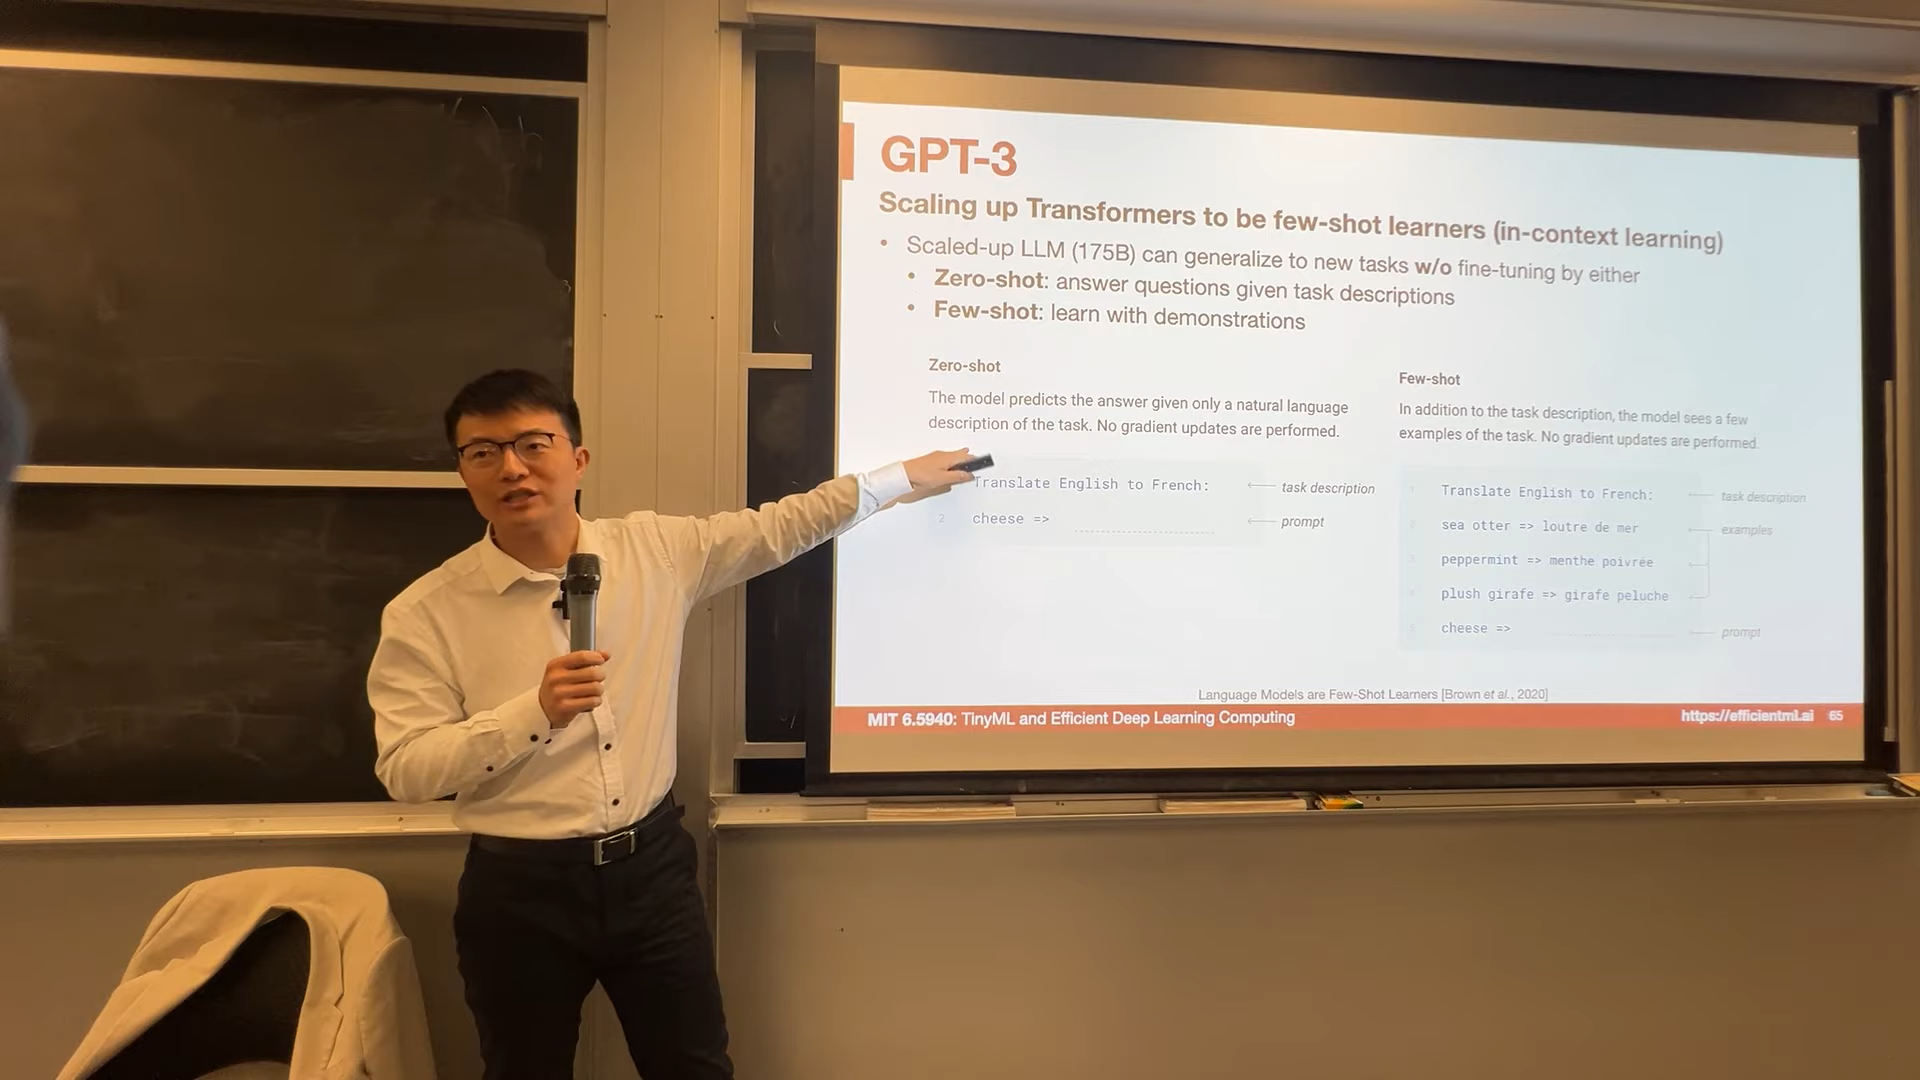 GPT-3
Scaling up Transformers to be few-shot learners (in-context learning)
• Scaled-up LLM (175B) can generalize to new tasks w/o fine-tuning by either
• Zero-shot: answer questions given task descriptions
• Few-shot: learn with demonstrations
Zero-shot
The model predicts the answer given only a natural language
description of the task. No gradient updates are performed.
Translate English to French: ← task description
2 cheese => ← prompt
Few-shot
In addition to the task description, the model sees a few
examples of the task. No gradient updates are performed.
1 Translate English to French: ← task description
2 sea otter => loutre de mer ← examples
3 peppermint => menthe poivrée
4 plush girafe => girafe peluche
5 cheese => ← prompt
Language Models are Few-Shot Learners [Brown et al., 2020]
MIT 6.5940: TinyML and Efficient Deep Learning Computing
https://efficientml.ai 65